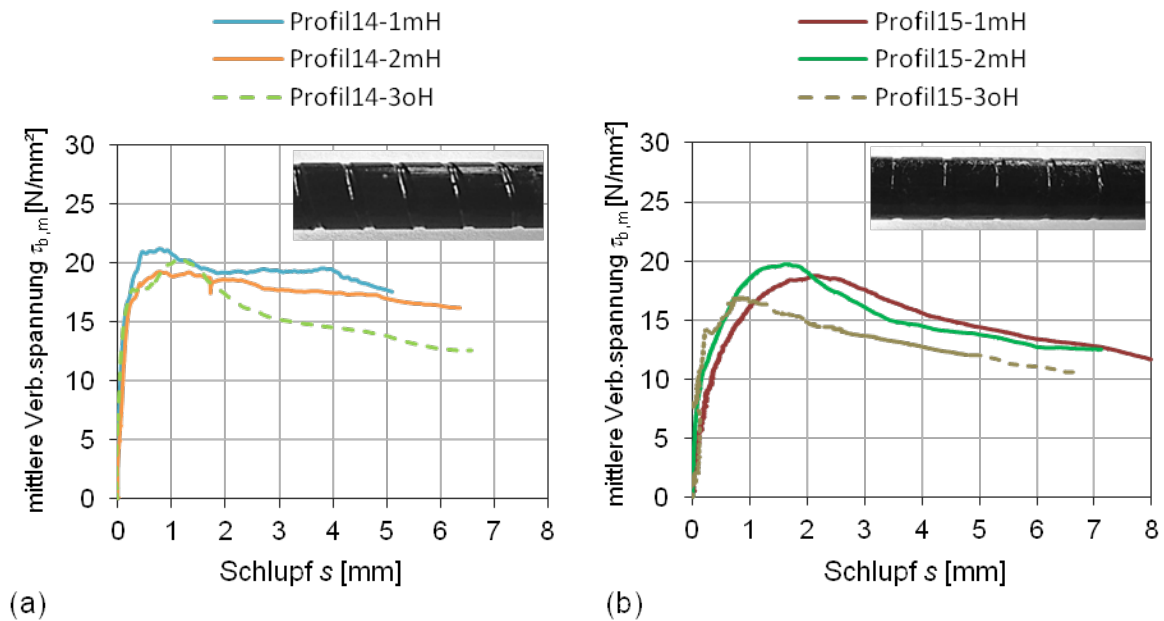 Profil14-1mH
Profil14-2mH
Profil14-3oH
mittlere Verb.spannung τb,m [N/mm²]
30
25
20
15
10
5
0
0 1 2 3 4 5 6 7 8
Schlupf s [mm]
(a)
Profil15-1mH
Profil15-2mH
Profil15-3oH
mittlere Verb.spannung τb,m [N/mm²]
30
25
20
15
10
5
0
0 1 2 3 4 5 6 7 8
Schlupf s [mm]
(b)